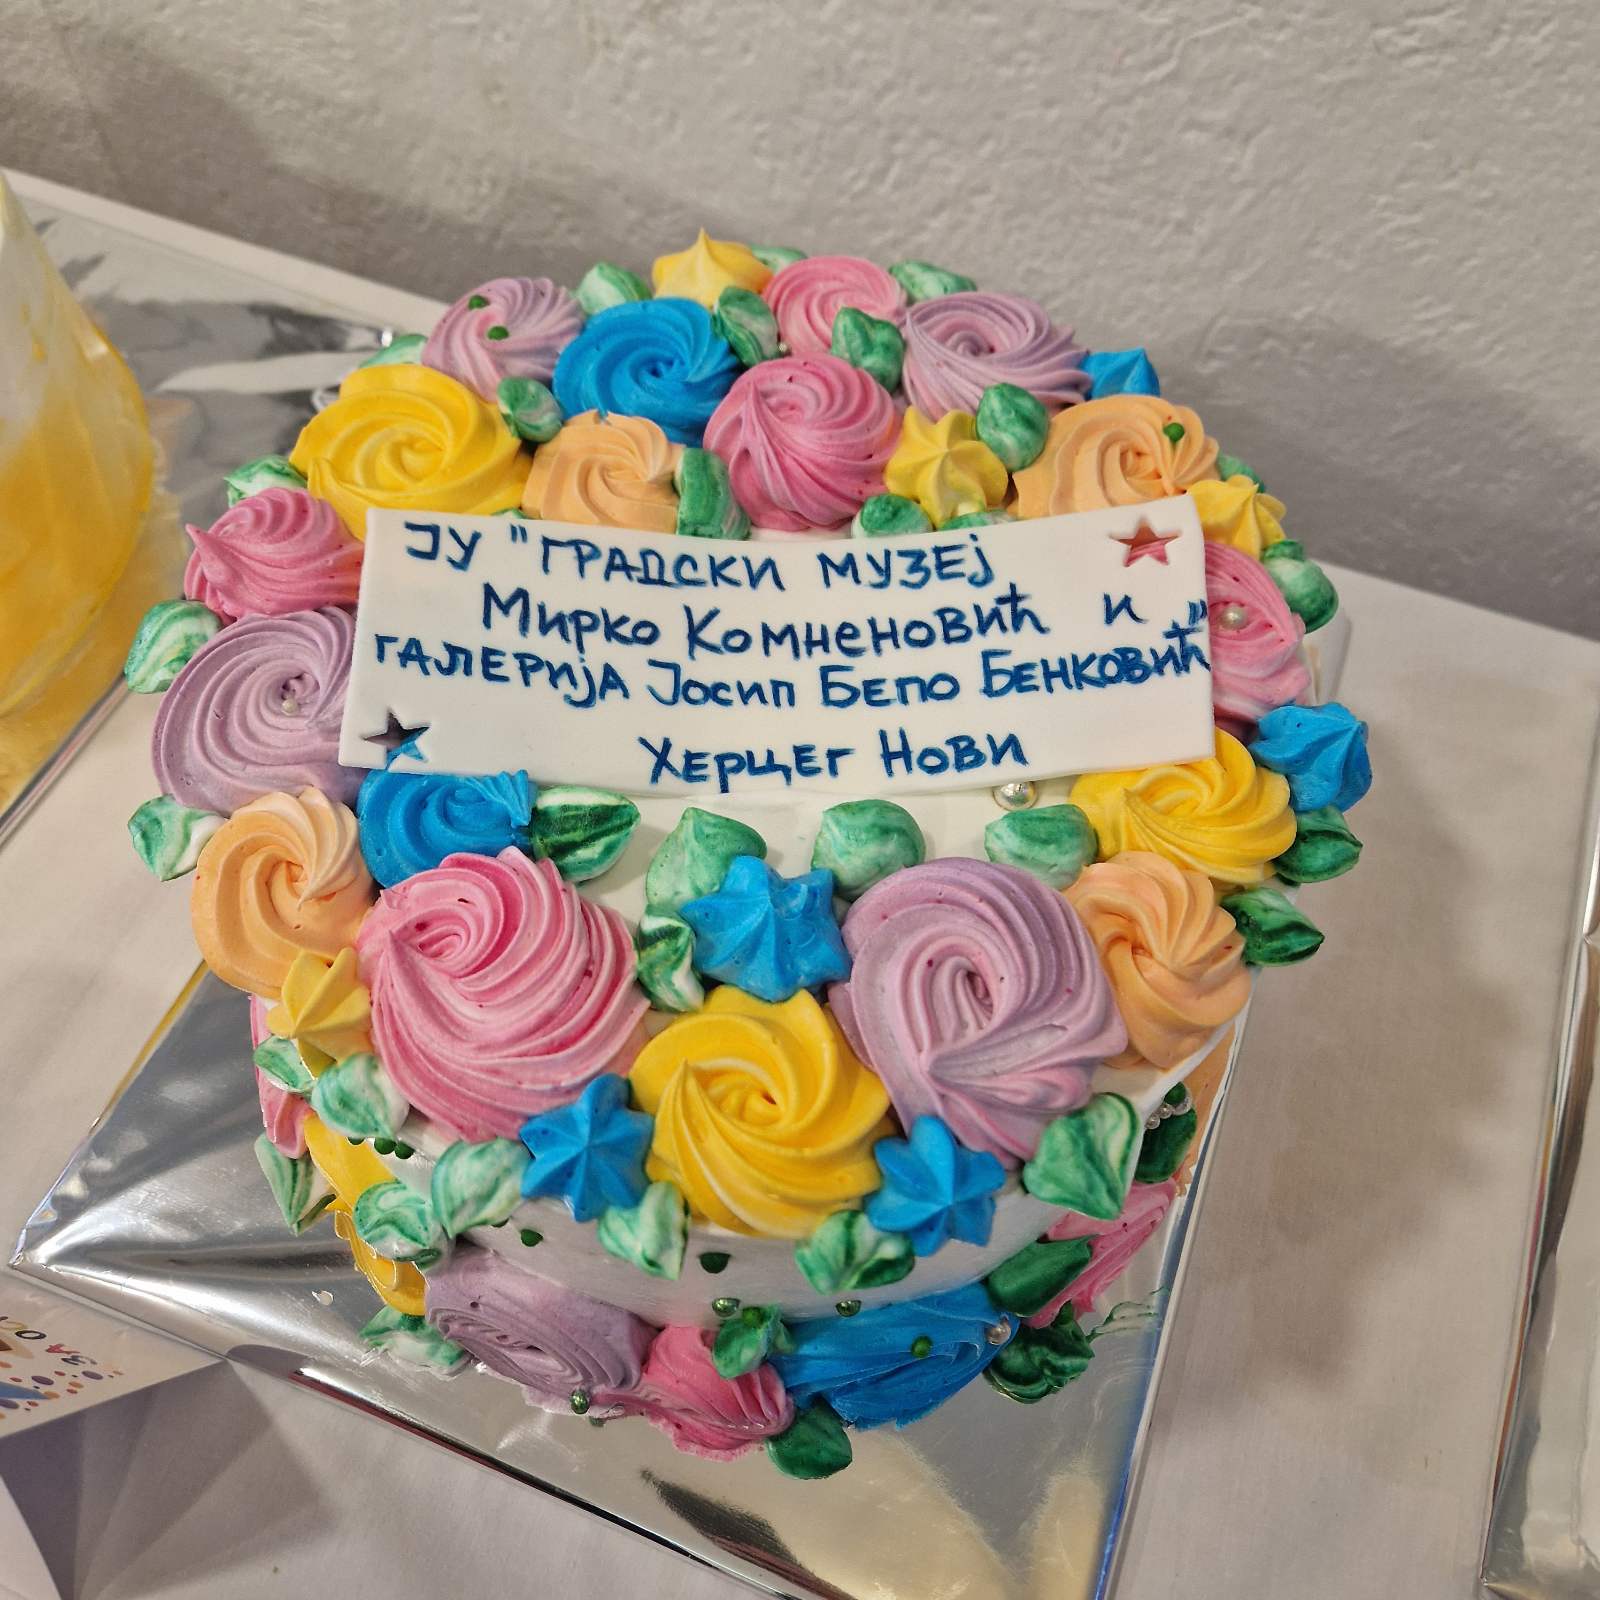 ЈУ "ГРАДСКИ МУЗЕЈ
Мирко Комненовић и
ГАЛЕРИЈА Јосип Бепо Бенковић"
Херцег Нови